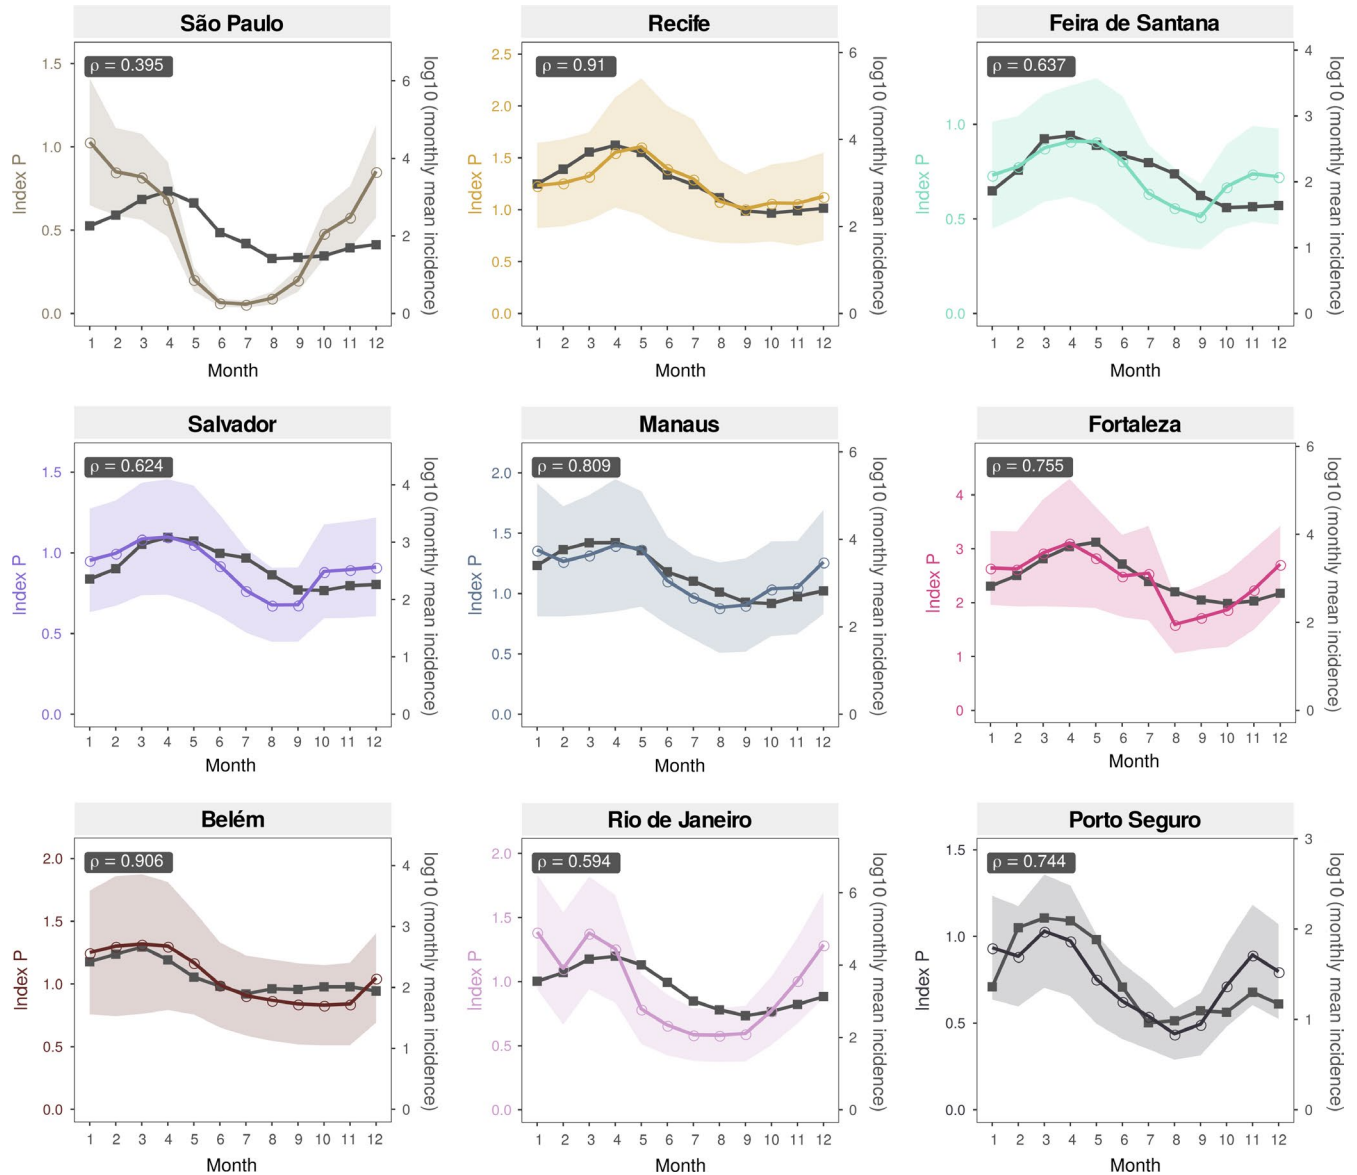 São Paulo
ρ = 0.395
Index P
1.5
1.0
0.5
0.0
6
4
2
0
log10 (monthly mean incidence)
1 2 3 4 5 6 7 8 9 10 11 12
Month
Recife
ρ = 0.91
Index P
2.5
2.0
1.5
1.0
0.5
0.0
6
4
2
0
log10 (monthly mean incidence)
1 2 3 4 5 6 7 8 9 10 11 12
Month
Feira de Santana
ρ = 0.637
Index P
1.0
0.5
0.0
4
3
2
1
0
log10 (monthly mean incidence)
1 2 3 4 5 6 7 8 9 10 11 12
Month
Salvador
ρ = 0.624
Index P
1.5
1.0
0.5
0.0
4
3
2
1
0
log10 (monthly mean incidence)
1 2 3 4 5 6 7 8 9 10 11 12
Month
Manaus
ρ = 0.809
Index P
2.0
1.5
1.0
0.5
0.0
6
4
2
0
log10 (monthly mean incidence)
1 2 3 4 5 6 7 8 9 10 11 12
Month
Fortaleza
ρ = 0.755
Index P
4
3
2
1
0
6
4
2
0
log10 (monthly mean incidence)
1 2 3 4 5 6 7 8 9 10 11 12
Month
Belém
ρ = 0.906
Index P
2.0
1.5
1.0
0.5
0.0
4
3
2
1
0
log10 (monthly mean incidence)
1 2 3 4 5 6 7 8 9 10 11 12
Month
Rio de Janeiro
ρ = 0.594
Index P
2.0
1.5
1.0
0.5
0.0
6
4
2
0
log10 (monthly mean incidence)
1 2 3 4 5 6 7 8 9 10 11 12
Month
Porto Seguro
ρ = 0.744
Index P
1.5
1.0
0.5
0.0
3
2
1
0
log10 (monthly mean incidence)
1 2 3 4 5 6 7 8 9 10 11 12
Month